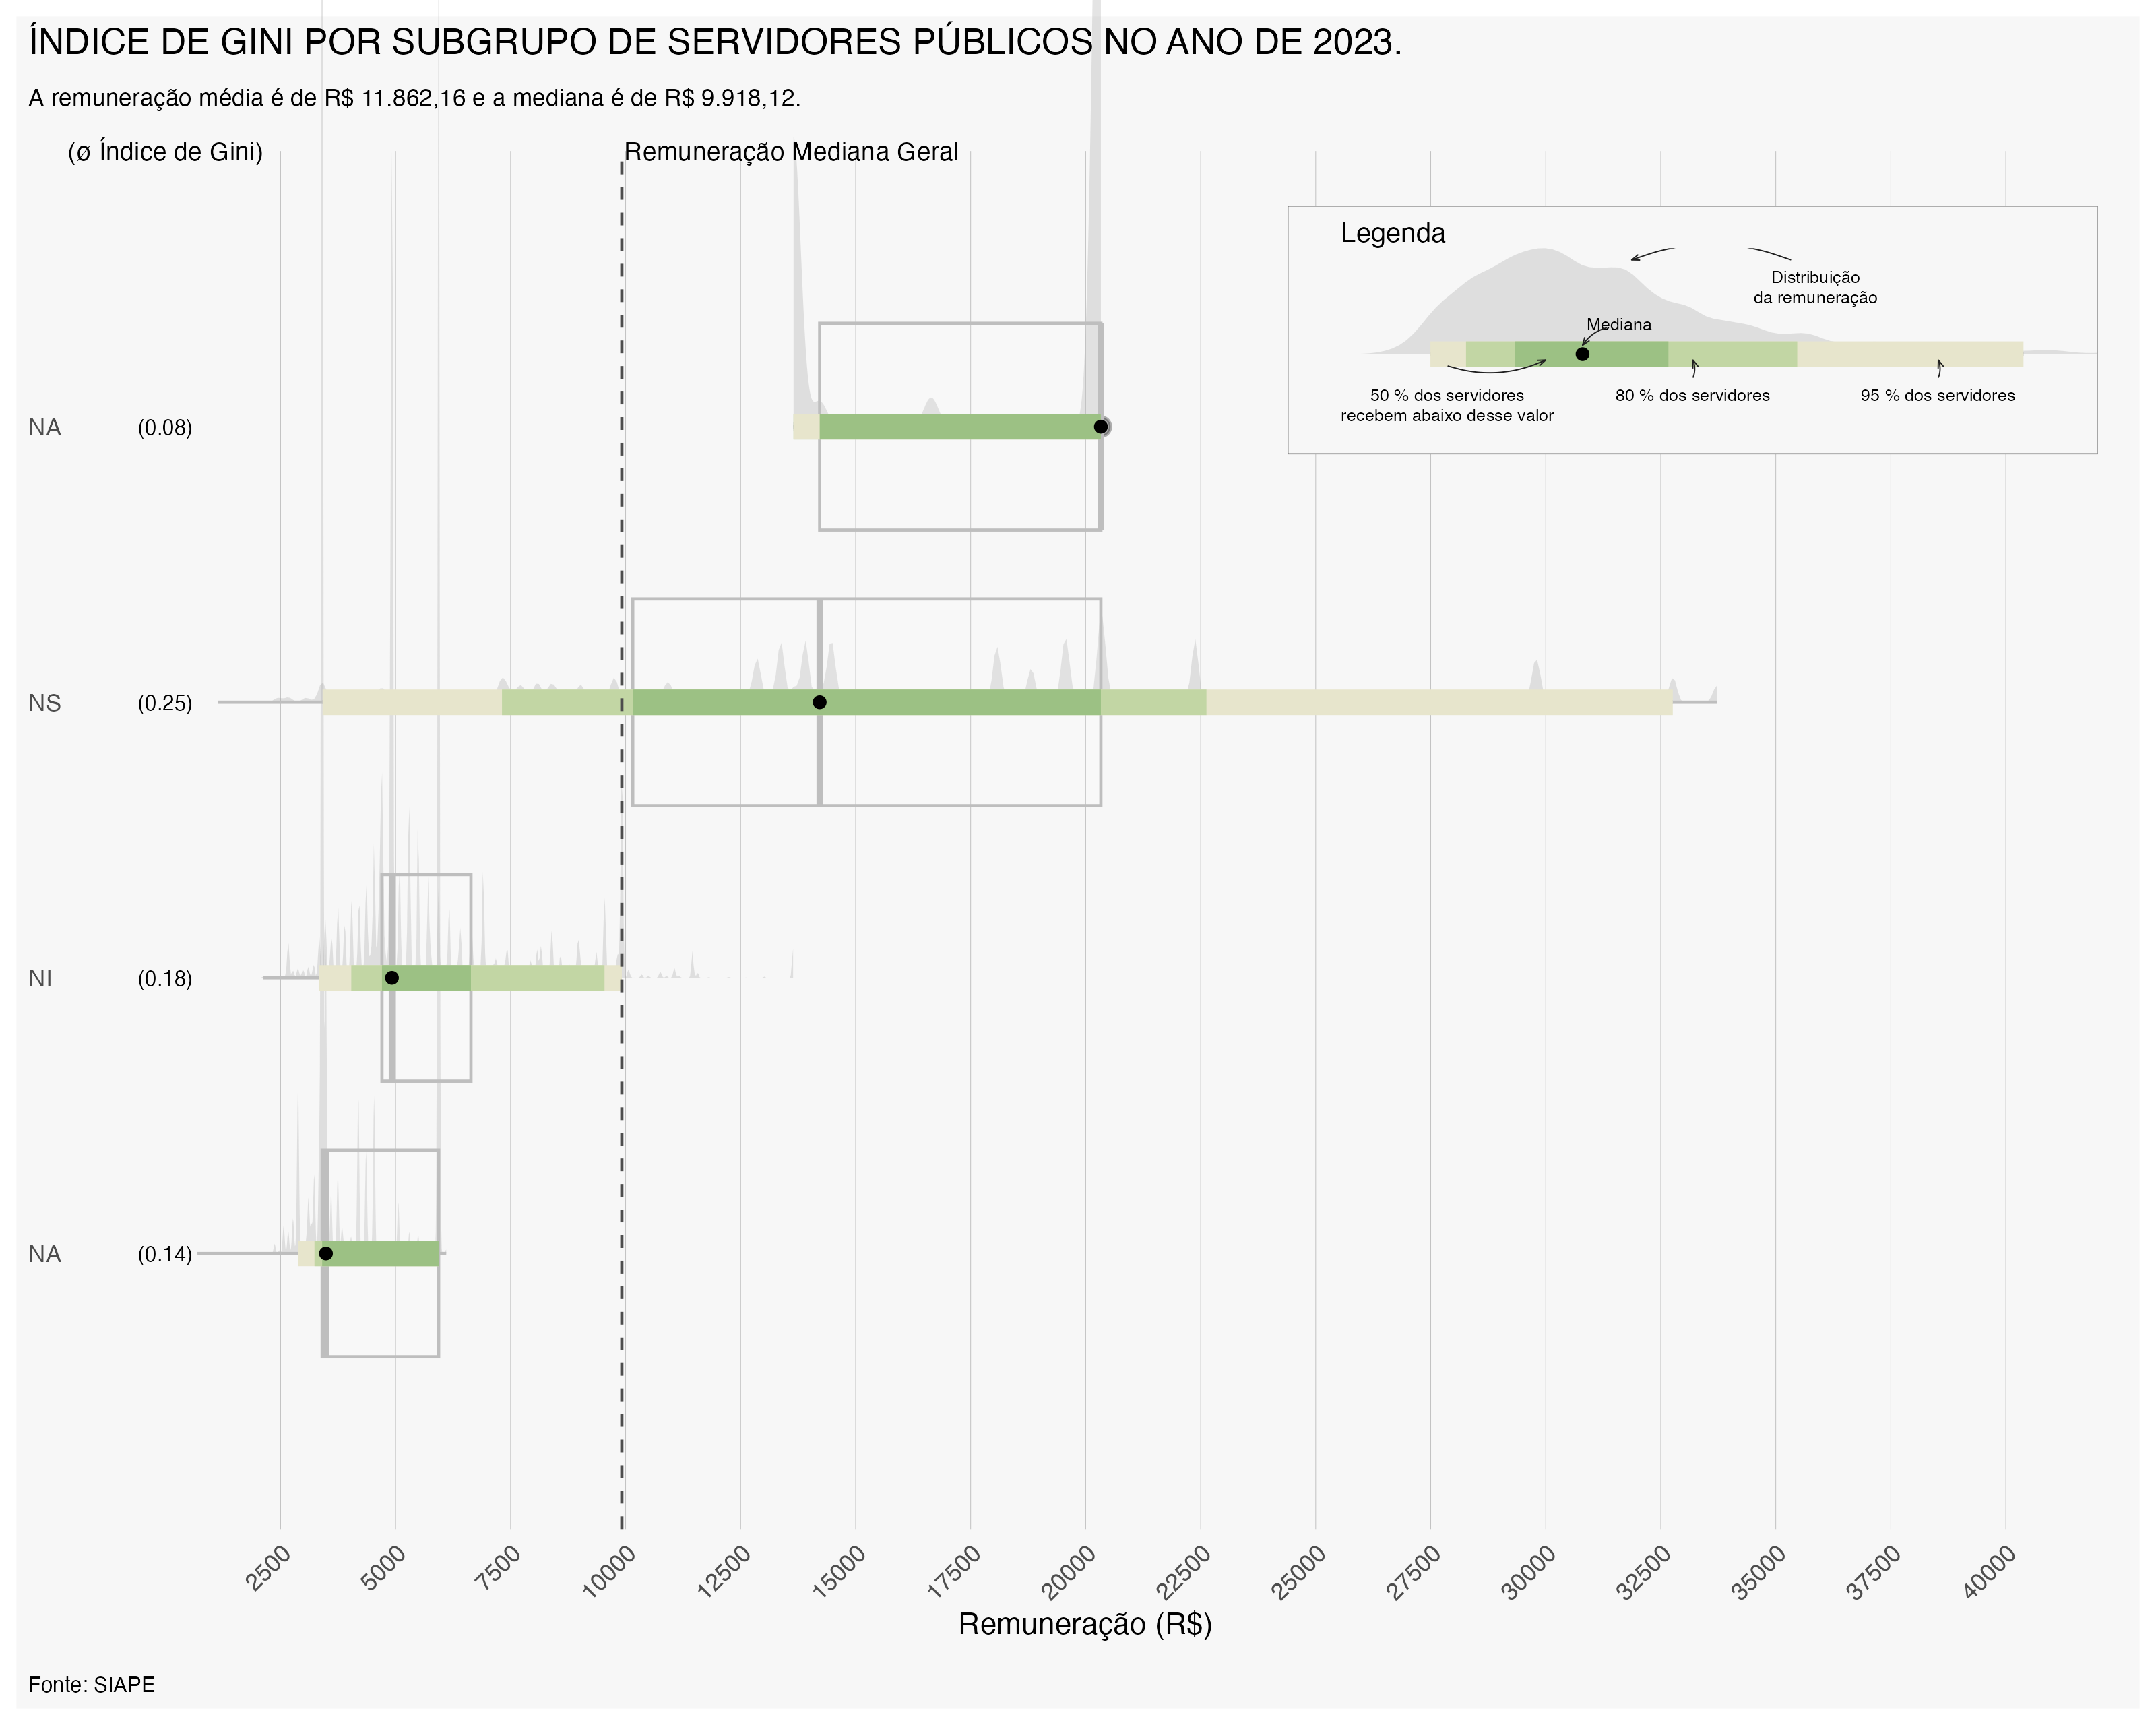 ÍNDICE DE GINI POR SUBGRUPO DE SERVIDORES PÚBLICOS NO ANO DE 2023.
A remuneração média é de R$ 11.862,16 e a mediana é de R$ 9.918,12.
(ø Índice de Gini)
Remuneração Mediana Geral
Legenda
Distribuição
da remuneração
Mediana
50 % dos servidores
recebem abaixo desse valor
80 % dos servidores
95 % dos servidores
NA (0.08)
NS (0.25)
NI (0.18)
NA (0.14)
2500 5000 7500 10000 12500 15000 17500 20000 22500 25000 27500 30000 32500 35000 37500 40000
Remuneração (R$)
Fonte: SIAPE